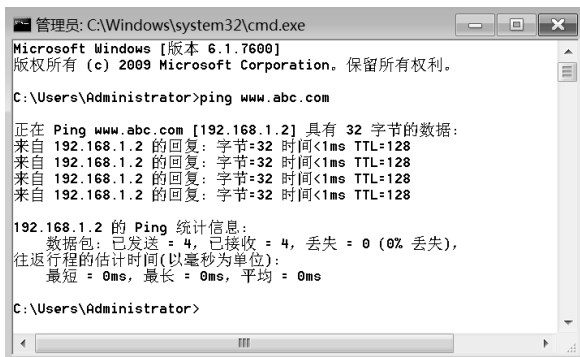 管理员: C:\Windows\system32\cmd.exe
Microsoft Windows [版本 6.1.7600]
版权所有 (c) 2009 Microsoft Corporation。保留所有权利。
C:\Users\Administrator>ping www.abc.com
正在 Ping www.abc.com [192.168.1.2] 具有 32 字节的数据:
来自 192.168.1.2 的回复: 字节=32 时间<1ms TTL=128
来自 192.168.1.2 的回复: 字节=32 时间<1ms TTL=128
来自 192.168.1.2 的回复: 字节=32 时间<1ms TTL=128
来自 192.168.1.2 的回复: 字节=32 时间<1ms TTL=128
192.168.1.2 的 Ping 统计信息:
数据包: 已发送 = 4，已接收 = 4，丢失 = 0 (0% 丢失)，
往返行程的估计时间(以毫秒为单位):
最短 = 0ms，最长 = 0ms，平均 = 0ms
C:\Users\Administrator>